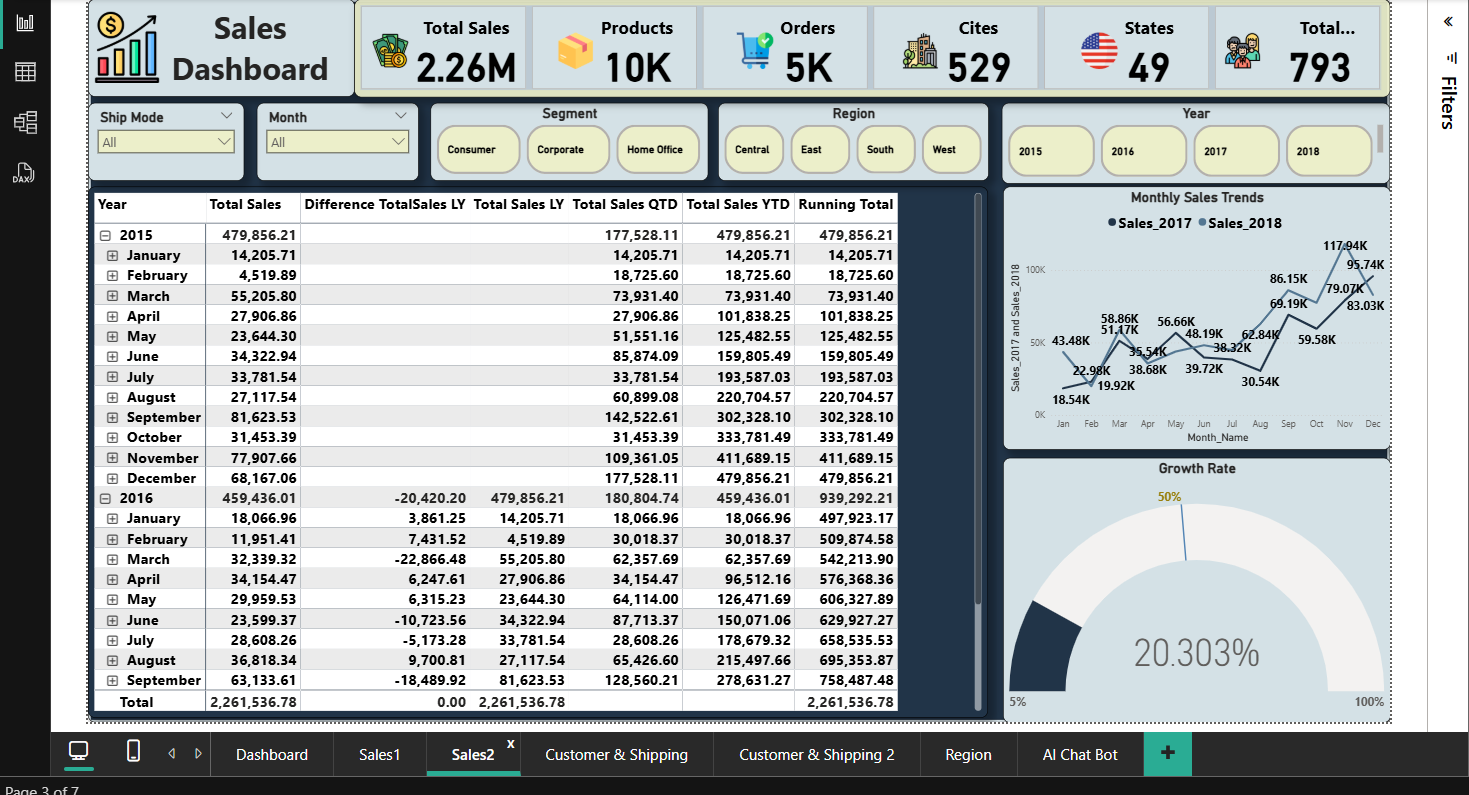 Sales
Dashboard
Total Sales
2.26M
Products
10K
Orders
5K
Cites
529
States
49
Total...
793
Filters
Ship Mode
All
Month
All
Segment
Consumer Corporate Home Office
Region
Central East South West
Year
2015 2016 2017 2018
Year Total Sales Difference TotalSales LY Total Sales LY Total Sales QTD Total Sales YTD Running Total
2015 479,856.21 177,528.11 479,856.21 479,856.21
January 14,205.71 14,205.71 14,205.71 14,205.71
February 4,519.89 18,725.60 18,725.60 18,725.60
March 55,205.80 73,931.40 73,931.40 73,931.40
April 27,906.86 27,906.86 101,838.25 101,838.25
May 23,644.30 51,551.16 125,482.55 125,482.55
June 34,322.94 85,874.09 159,805.49 159,805.49
July 33,781.54 33,781.54 193,587.03 193,587.03
August 27,117.54 60,899.08 220,704.57 220,704.57
September 81,623.53 142,522.61 302,328.10 302,328.10
October 31,453.39 31,453.39 333,781.49 333,781.49
November 77,907.66 109,361.05 411,689.15 411,689.15
December 68,167.06 177,528.11 479,856.21 479,856.21
2016 459,436.01 -20,420.20 479,856.21 180,804.74 459,436.01 939,292.21
January 18,066.96 3,861.25 14,205.71 18,066.96 18,066.96 497,923.17
February 11,951.41 7,431.52 4,519.89 30,018.37 30,018.37 509,874.58
March 32,339.32 -22,866.48 55,205.80 62,357.69 62,357.69 542,213.90
April 34,154.47 6,247.61 27,906.86 34,154.47 96,512.16 576,368.36
May 29,959.53 6,315.23 23,644.30 64,114.00 126,471.69 606,327.89
June 23,599.37 -10,723.56 34,322.94 87,713.37 150,071.06 629,927.27
July 28,608.26 -5,173.28 33,781.54 28,608.26 178,679.32 658,535.53
August 36,818.34 9,700.81 27,117.54 65,426.60 215,497.66 695,353.87
September 63,133.61 -18,489.92 81,623.53 128,560.21 278,631.27 758,487.48
Total 2,261,536.78 0.00 2,261,536.78 2,261,536.78
Monthly Sales Trends
Sales_2017 Sales_2018
Sales_2017 and Sales_2018
100K
50K
0K
117.94K
95.74K
86.15K
79.07K
69.19K
83.03K
58.86K
56.66K
51.17K
48.19K
62.84K
43.48K
59.58K
35.54K
38.32K
22.98K
38.68K
39.72K
30.54K
19.92K
18.54K
Jan Feb Mar Apr May Jun Jul Aug Sep Oct Nov Dec
Month_Name
Growth Rate
50%
20.303%
5% 100%
DAX
Dashboard Sales1 Sales2 x Customer & Shipping Customer & Shipping 2 Region AI Chat Bot +
Page 3 of 7